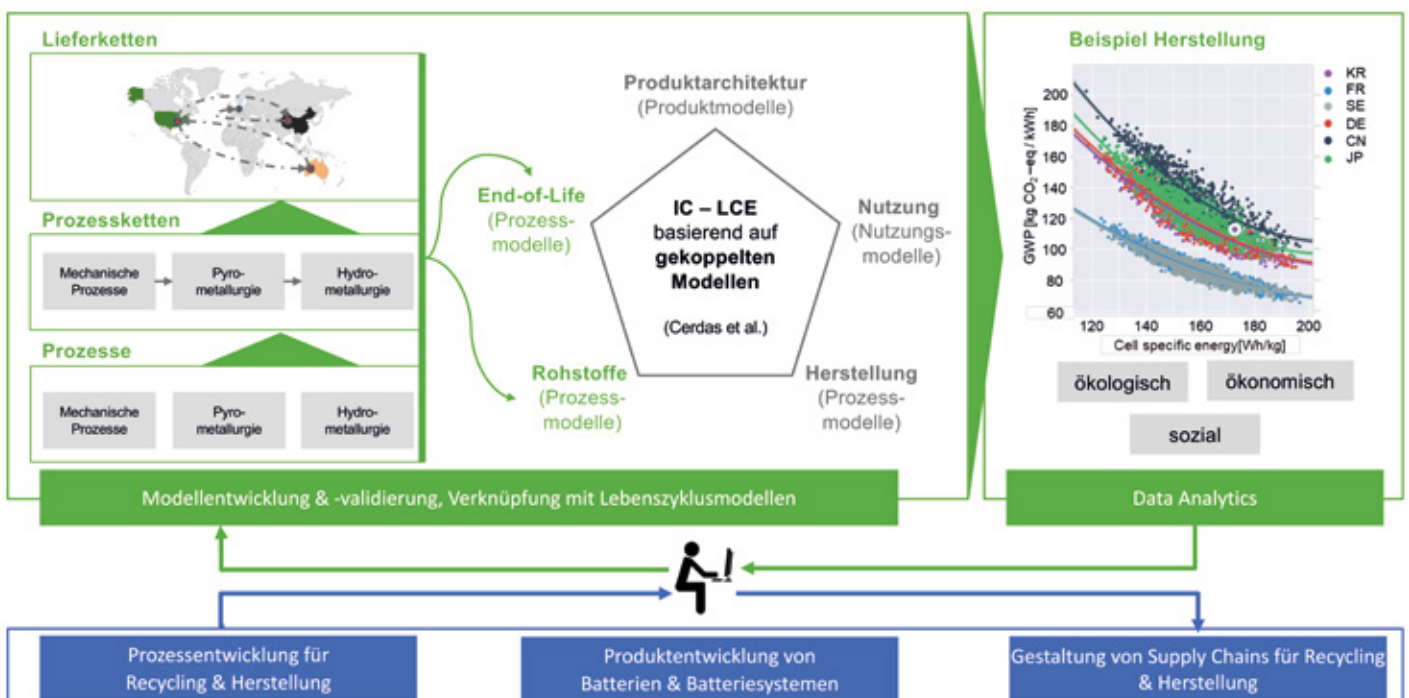 Lieferketten
Prozessketten
Mechanische
Prozesse
Pyro-
metallurgie
Hydro-
metallurgie
Prozesse
Mechanische
Prozesse
Pyro-
metallurgie
Hydro-
metallurgie
Produktarchitektur
(Produktmodelle)
End-of-Life
(Prozess-
modelle)
IC – LCE
basierend auf
gekoppelten
Modellen
(Cerdas et al.)
Nutzung
(Nutzungs-
modelle)
Rohstoffe
(Prozess-
modelle)
Herstellung
(Prozess-
modelle)
Modellentwicklung & -validierung, Verknüpfung mit Lebenszyklusmodellen
Beispiel Herstellung
GWP [kg CO₂-eq / kWh]
200
180
160
140
120
100
80
60
120
140
160
180
200
Cell specific energy[Wh/kg]
KR
FR
SE
DE
CN
JP
ökologisch
ökonomisch
sozial
Data Analytics
Prozessentwicklung für
Recycling & Herstellung
Produktentwicklung von
Batterien & Batteriesystemen
Gestaltung von Supply Chains für Recycling
& Herstellung